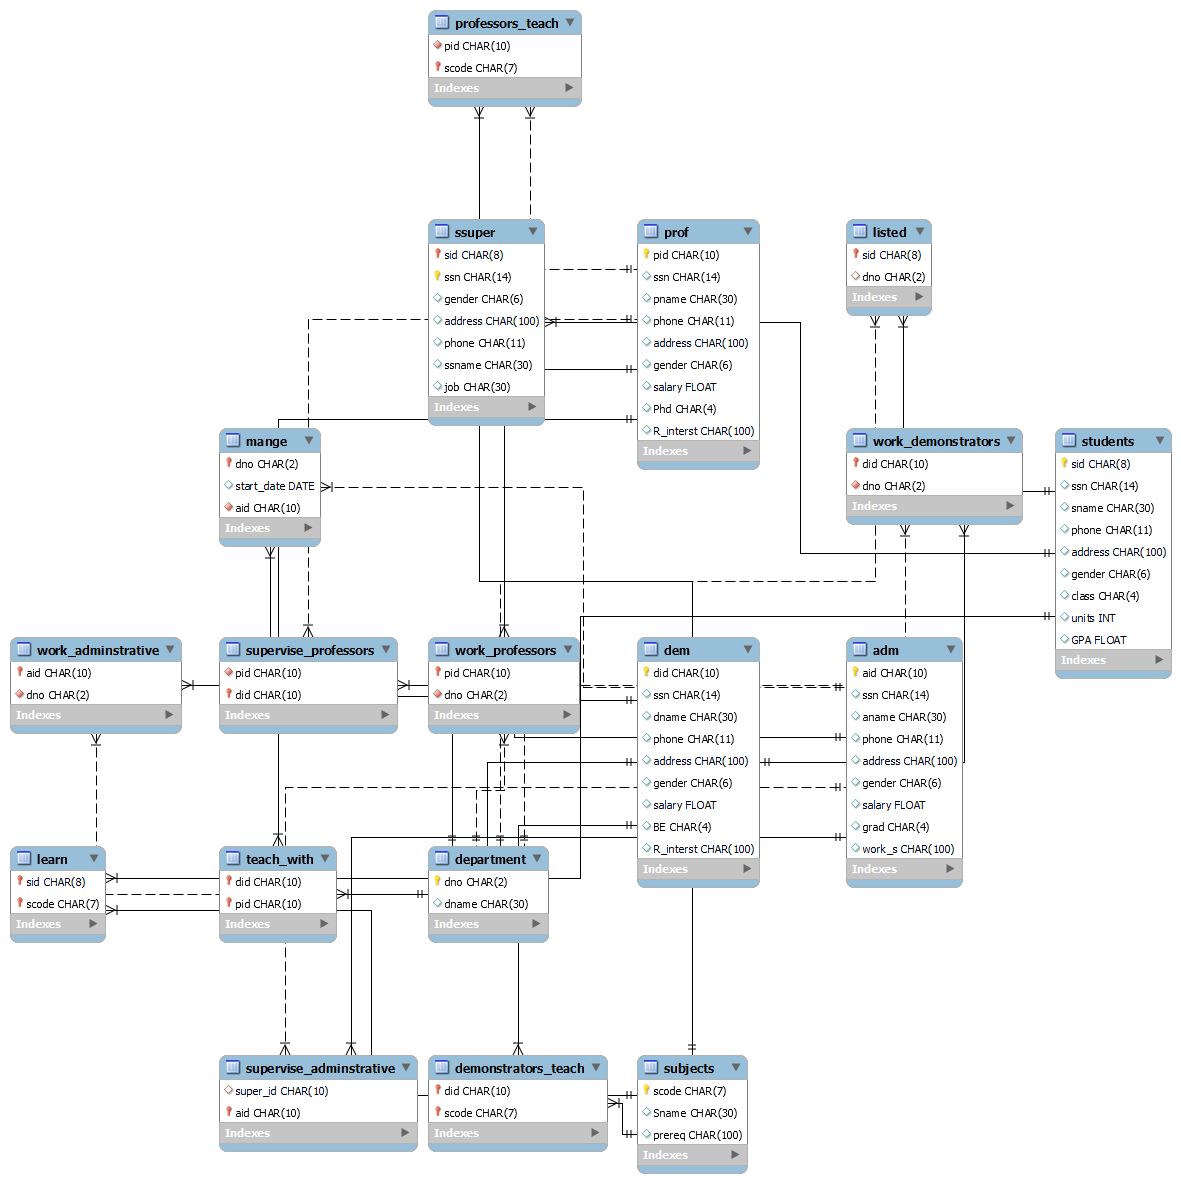 professors_teach
pid CHAR(10)
scode CHAR(7)
Indexes
ssuper
sid CHAR(8)
ssn CHAR(14)
gender CHAR(6)
address CHAR(100)
phone CHAR(11)
ssname CHAR(30)
job CHAR(30)
Indexes
prof
pid CHAR(10)
ssn CHAR(14)
pname CHAR(30)
phone CHAR(11)
address CHAR(100)
gender CHAR(6)
salary FLOAT
Phd CHAR(4)
R_interst CHAR(100)
Indexes
listed
sid CHAR(8)
dno CHAR(2)
Indexes
mange
dno CHAR(2)
start_date DATE
aid CHAR(10)
Indexes
work_demonstrators
did CHAR(10)
dno CHAR(2)
Indexes
students
sid CHAR(8)
ssn CHAR(14)
sname CHAR(30)
phone CHAR(11)
address CHAR(100)
gender CHAR(6)
class CHAR(4)
units INT
GPA FLOAT
Indexes
work_adminstrative
aid CHAR(10)
dno CHAR(2)
Indexes
supervise_professors
pid CHAR(10)
did CHAR(10)
Indexes
work_professors
pid CHAR(10)
dno CHAR(2)
Indexes
dem
did CHAR(10)
ssn CHAR(14)
dname CHAR(30)
phone CHAR(11)
address CHAR(100)
gender CHAR(6)
salary FLOAT
BE CHAR(4)
R_interst CHAR(100)
Indexes
adm
aid CHAR(10)
ssn CHAR(14)
aname CHAR(30)
phone CHAR(11)
address CHAR(100)
gender CHAR(6)
salary FLOAT
grad CHAR(4)
work_s CHAR(100)
Indexes
learn
sid CHAR(8)
scode CHAR(7)
Indexes
teach_with
did CHAR(10)
pid CHAR(10)
Indexes
department
dno CHAR(2)
dname CHAR(30)
Indexes
supervise_adminstrative
super_id CHAR(10)
aid CHAR(10)
Indexes
demonstrators_teach
did CHAR(10)
scode CHAR(7)
Indexes
subjects
scode CHAR(7)
Sname CHAR(30)
prereq CHAR(100)
Indexes